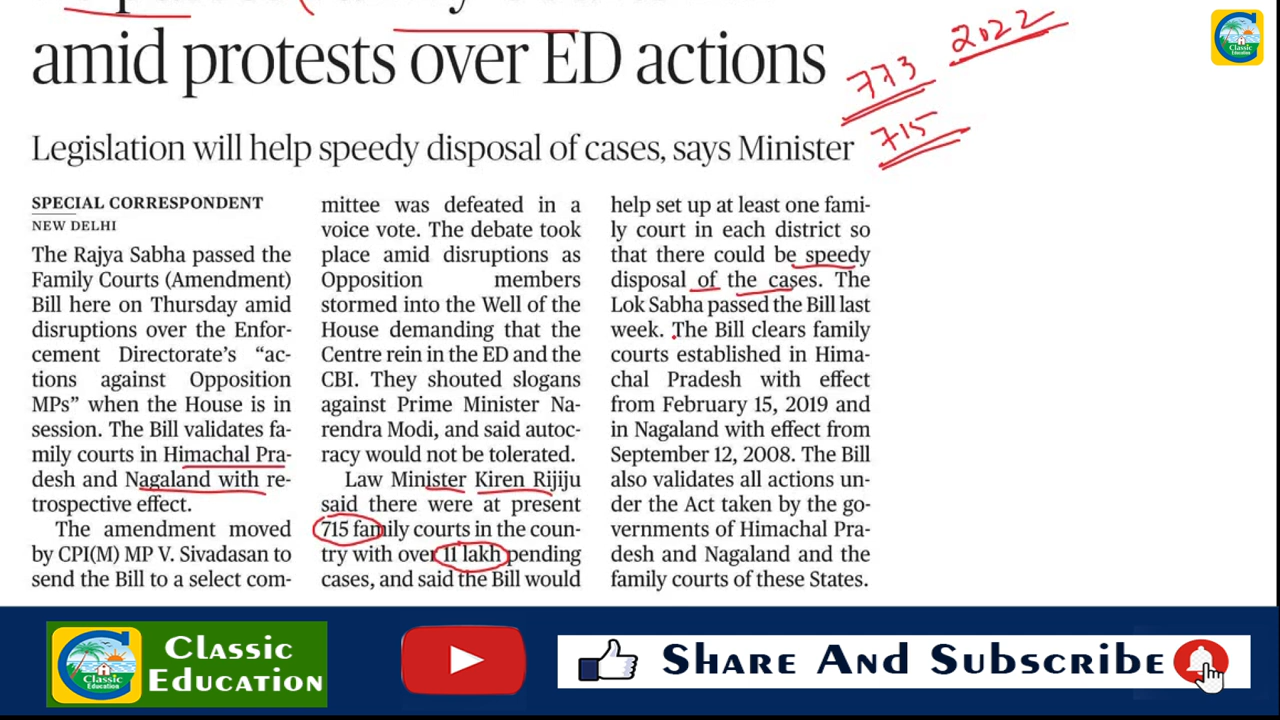 amid protests over ED actions
2022
773
715
Legislation will help speedy disposal of cases, says Minister
SPECIAL CORRESPONDENT
NEW DELHI
The Rajya Sabha passed the
Family Courts (Amendment)
Bill here on Thursday amid
disruptions over the Enfor-
cement Directorate's “ac-
tions against Opposition
MPs” when the House is in
session. The Bill validates fa-
mily courts in Himachal Pra-
desh and Nagaland with re-
trospective effect.
The amendment moved
by CPI(M) MP V. Sivadasan to
send the Bill to a select com-
mittee was defeated in a
voice vote. The debate took
place amid disruptions as
Opposition members
stormed into the Well of the
House demanding that the
Centre rein in the ED and the
CBI. They shouted slogans
against Prime Minister Na-
rendra Modi, and said autoc-
racy would not be tolerated.
Law Minister Kiren Rijiju
said there were at present
715 family courts in the coun-
try with over 11 lakh pending
cases, and said the Bill would
help set up at least one fami-
ly court in each district so
that there could be speedy
disposal of the cases. The
Lok Sabha passed the Bill last
week. The Bill clears family
courts established in Hima-
chal Pradesh with effect
from February 15, 2019 and
in Nagaland with effect from
September 12, 2008. The Bill
also validates all actions un-
der the Act taken by the go-
vernments of Himachal Pra-
desh and Nagaland and the
family courts of these States.
Classic
Education
Classic
Education
Classic
Education
Share And Subscribe